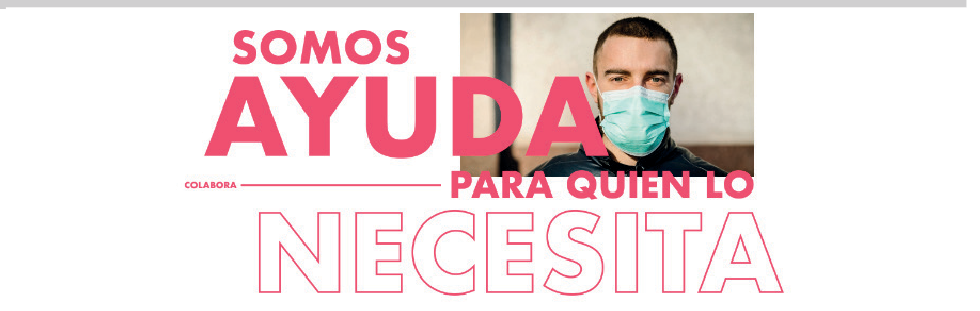 SOMOS
AYUDA
COLABORA
PARA QUIEN LO
NECESITA